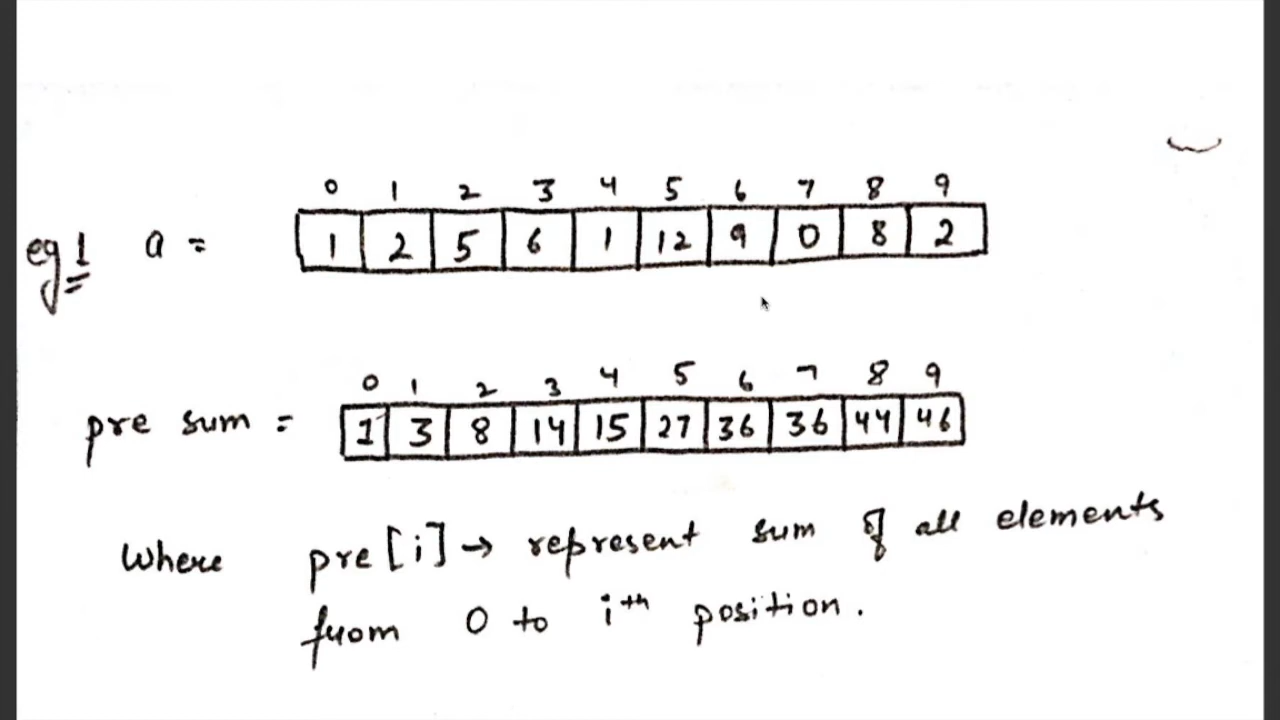 0 1 2 3 4 5 6 7 8 9
eg 1 a = 1 2 5 6 1 12 9 0 8 2
0 1 2 3 4 5 6 7 8 9
pre sum = 1 3 8 14 15 27 36 36 44 46
Where pre[i] → represent sum of all elements
from 0 to ith position.